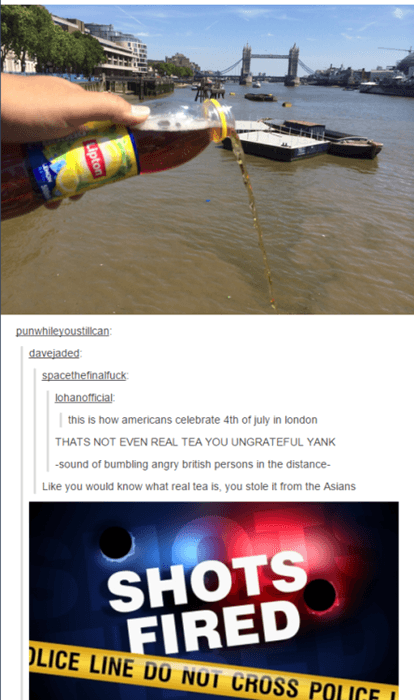 Lipton
punwhileyoustillcan:
davejaded:
spacethefinalfuck:
lohanofficial:
this is how americans celebrate 4th of july in london
THATS NOT EVEN REAL TEA YOU UNGRATEFUL YANK
-sound of bumbling angry british persons in the distance-
Like you would know what real tea is, you stole it from the Asians
SHOTS
FIRED
OLICE LINE DO NOT CROSS POLICE